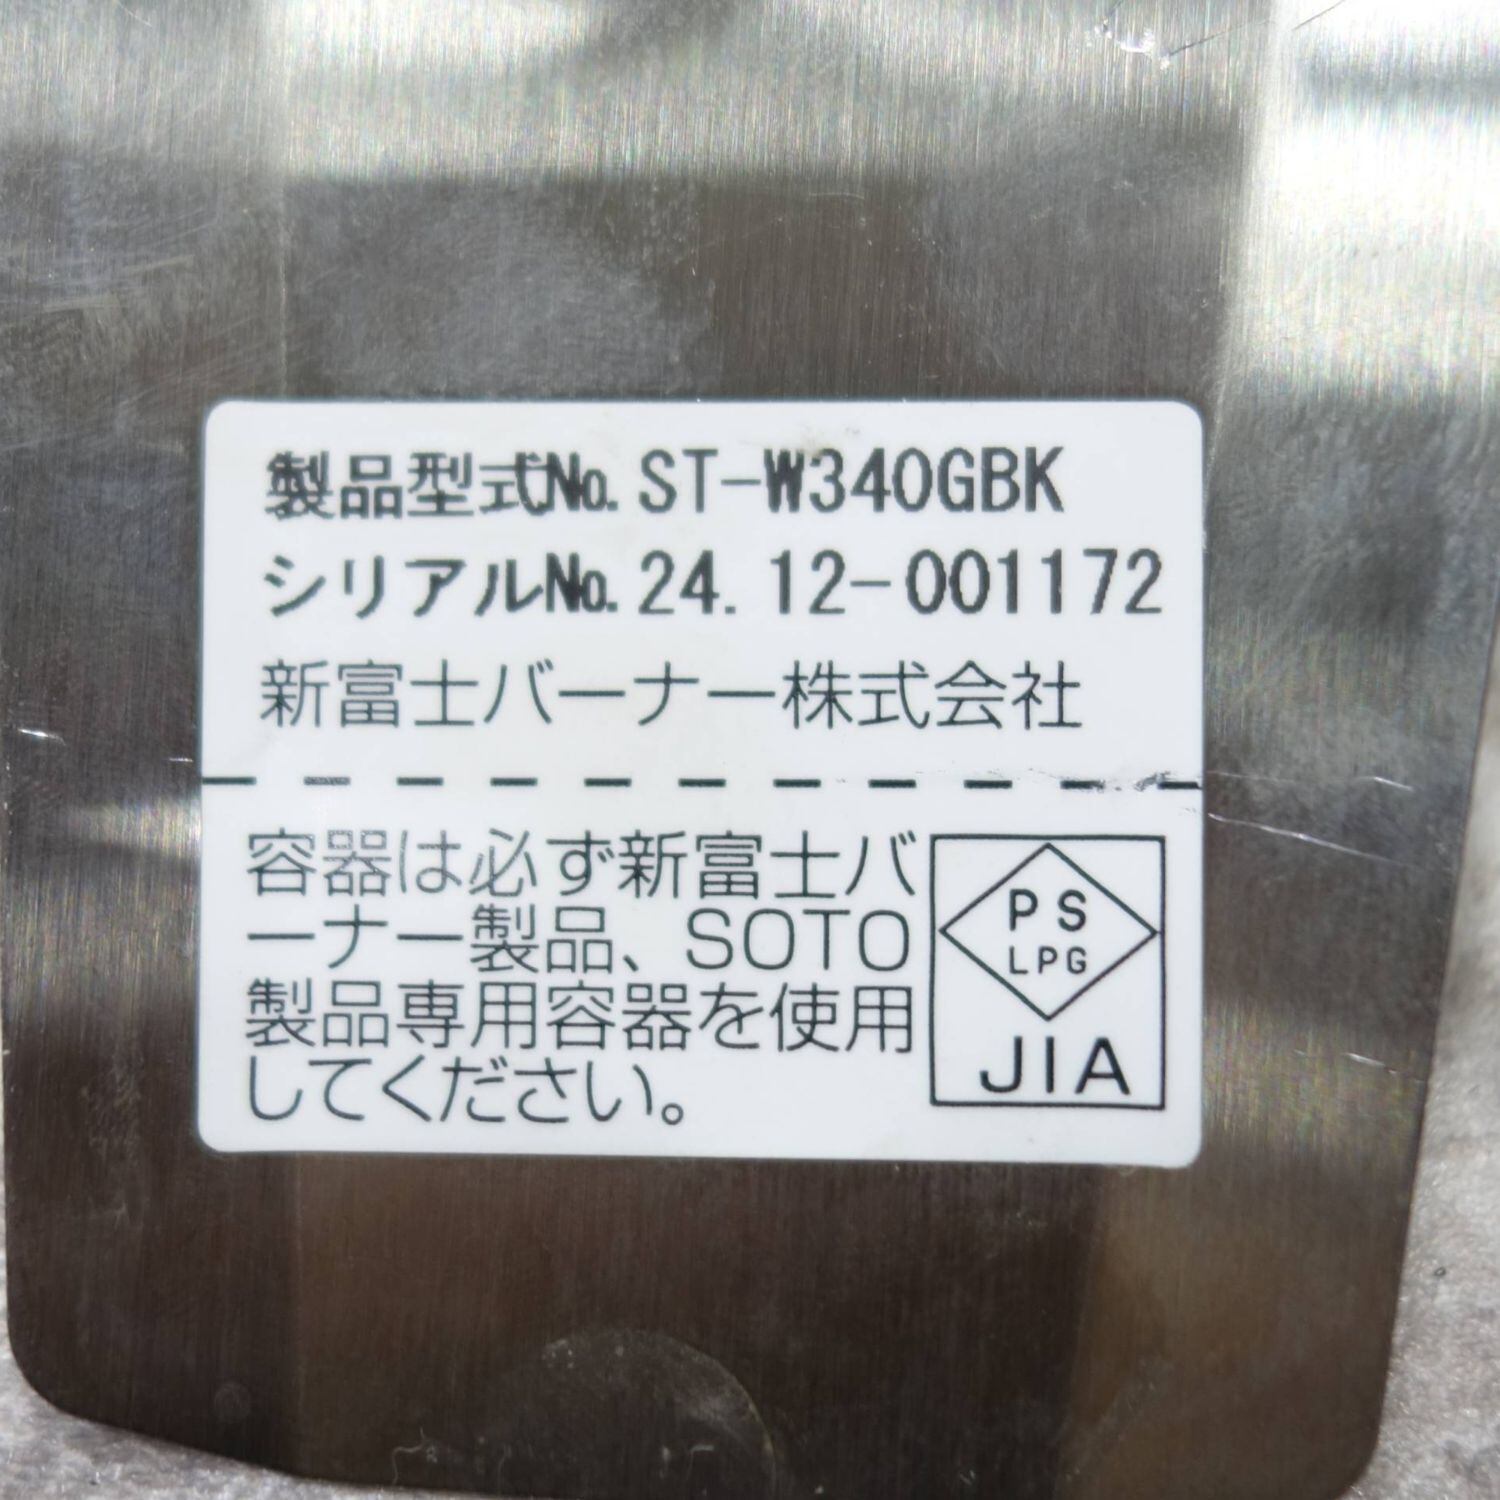 製品型式№.ST-W340GBK
シリアル№.24.12-001172
新富士バーナー株式会社
容器は必ず新富士バ
ーナー製品、SOTO
製品専用容器を使用
してください。
PS
LPG
JIA